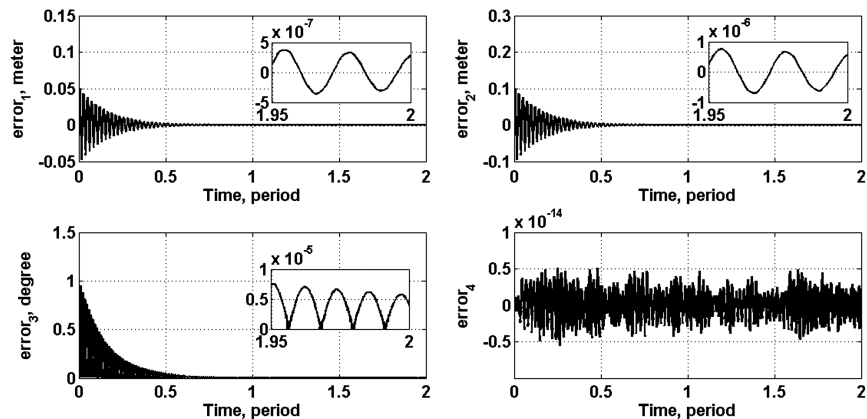 0.15
0.1
0.05
0
-0.05
error1, meter
0 0.5 1 1.5 2
Time, period
x 10^-7
5
0
-5
1.95 2
0.3
0.2
0.1
0
-0.1
error2, meter
0 0.5 1 1.5 2
Time, period
x 10^-6
1
0
-1
1.95 2
1.5
1
0.5
0
error3, degree
0 0.5 1 1.5 2
Time, period
x 10^-5
1
0.5
0
1.95 2
x 10^-14
1
0.5
0
-0.5
error4
0 0.5 1 1.5 2
Time, period